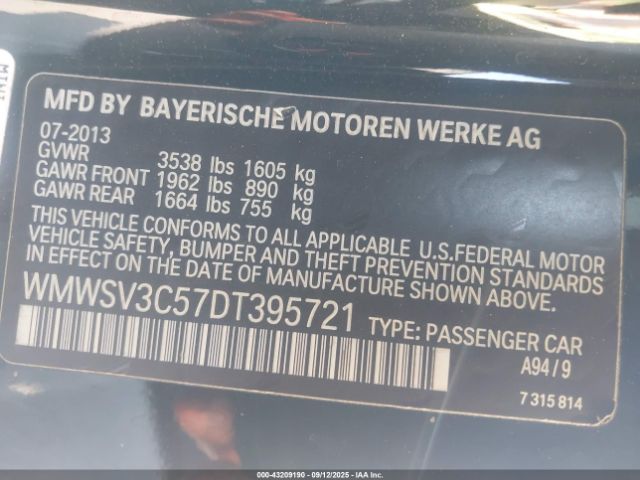 MINI
MFD BY BAYERISCHE MOTOREN WERKE AG
07-2013
GVWR 3538 lbs 1605 kg
GAWR FRONT 1962 lbs 890 kg
GAWR REAR 1664 lbs 755 kg
THIS VEHICLE CONFORMS TO ALL APPLICABLE U.S.FEDERAL MOTOR
VEHICLE SAFETY, BUMPER AND THEFT PREVENTION STANDARDS
IN EFFECT ON THE DATE OF MANUFACTURE SHOWN ABOVE.
WMWSV3C57DT395721 TYPE: PASSENGER CAR
A94/9
7 315 814
000-43209190 - 09/12/2025 - IAA Inc.